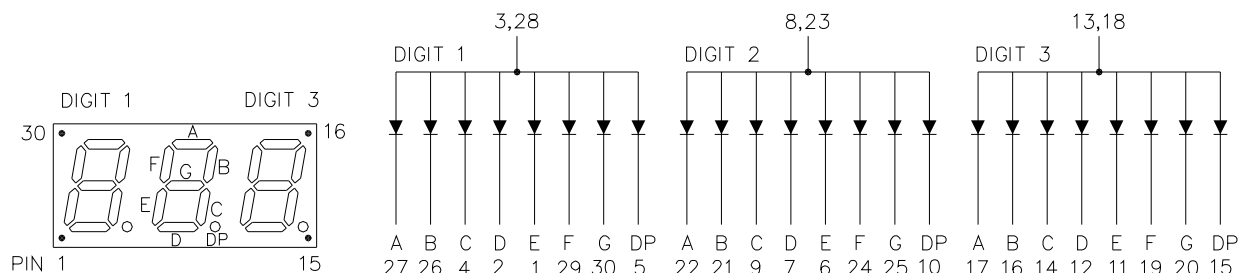 DIGIT 1 DIGIT 3
30 16
A
F B
G
E C
D DP
PIN 1 15
3,28
DIGIT 1
A B C D E F G DP
27 26 4 2 1 29 30 5
8,23
DIGIT 2
A B C D E F G DP
22 21 9 7 6 24 25 10
13,18
DIGIT 3
A B C D E F G DP
17 16 14 12 11 19 20 15